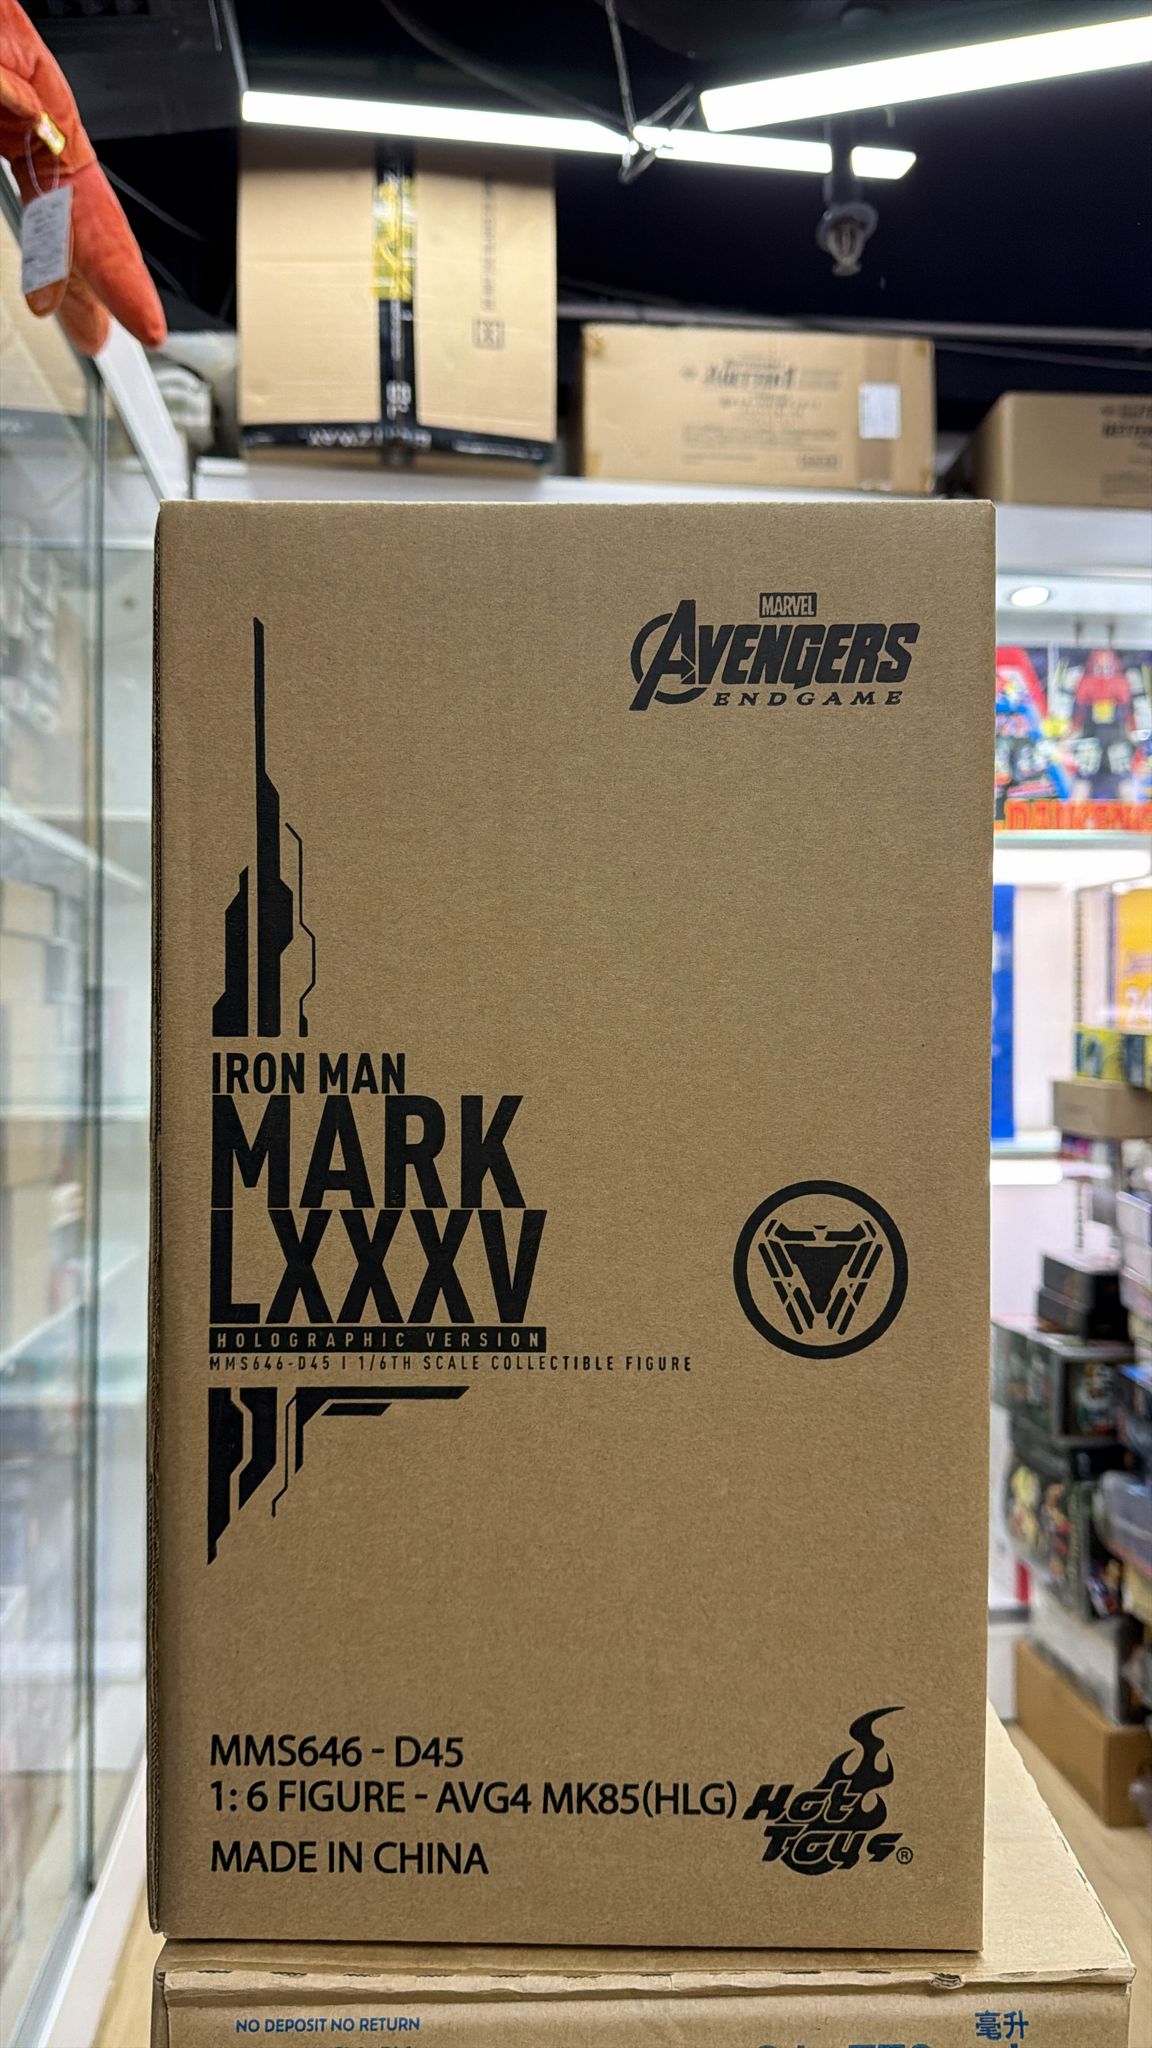 MARVEL
AVENGERS
ENDGAME
IRON MAN
MARK
LXXXV
HOLOGRAPHIC VERSION
MMS646-D45 | 1/6TH SCALE COLLECTIBLE FIGURE
MMS646 - D45
1: 6 FIGURE - AVG4 MK85(HLG)
MADE IN CHINA
Hot
Toys®
NO DEPOSIT NO RETURN
毫升